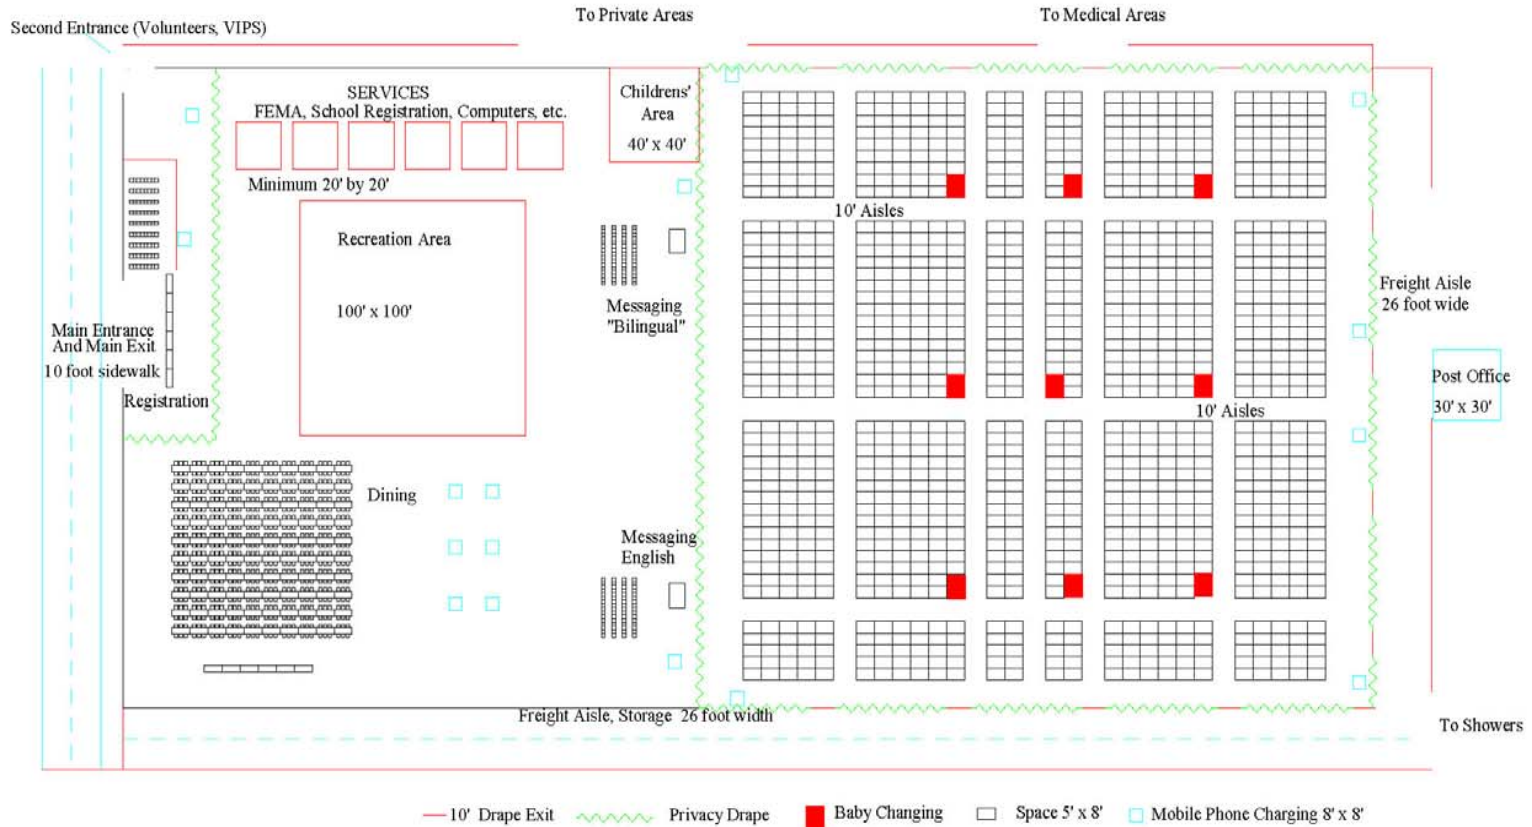 To Private Areas
To Medical Areas
Second Entrance (Volunteers, VIPS)
SERVICES
FEMA, School Registration, Computers, etc.
Minimum 20' by 20'
Childrens'
Area
40' x 40'
Recreation Area
100' x 100'
10' Aisles
Messaging
"Bilingual"
Freight Aisle
26 foot wide
Main Entrance
And Main Exit
10 foot sidewalk
Registration
Post Office
30' x 30'
10' Aisles
Dining
Messaging
English
Freight Aisle, Storage 26 foot width
To Showers
10' Drape Exit
Privacy Drape
Baby Changing
Space 5' x 8'
Mobile Phone Charging 8' x 8'